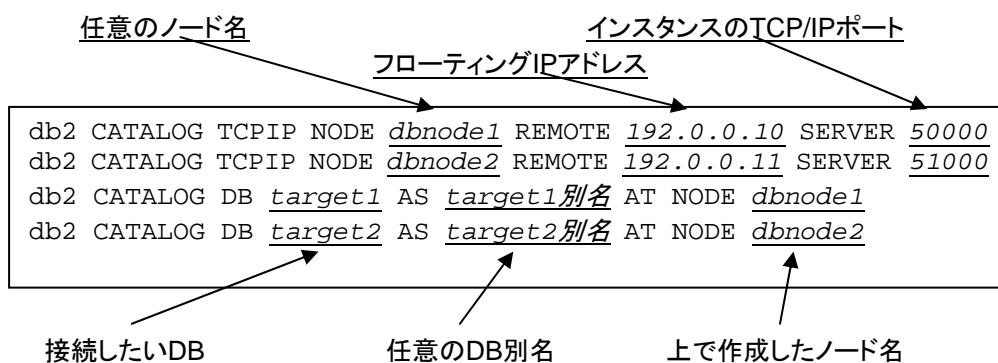 任意のノード名
インスタンスのTCP/IPポート
フローティングIPアドレス
db2 CATALOG TCPIP NODE dbnode1 REMOTE 192.0.0.10 SERVER 50000
db2 CATALOG TCPIP NODE dbnode2 REMOTE 192.0.0.11 SERVER 51000
db2 CATALOG DB target1 AS target1別名 AT NODE dbnode1
db2 CATALOG DB target2 AS target2別名 AT NODE dbnode2
接続したいDB
任意のDB別名
上で作成したノード名